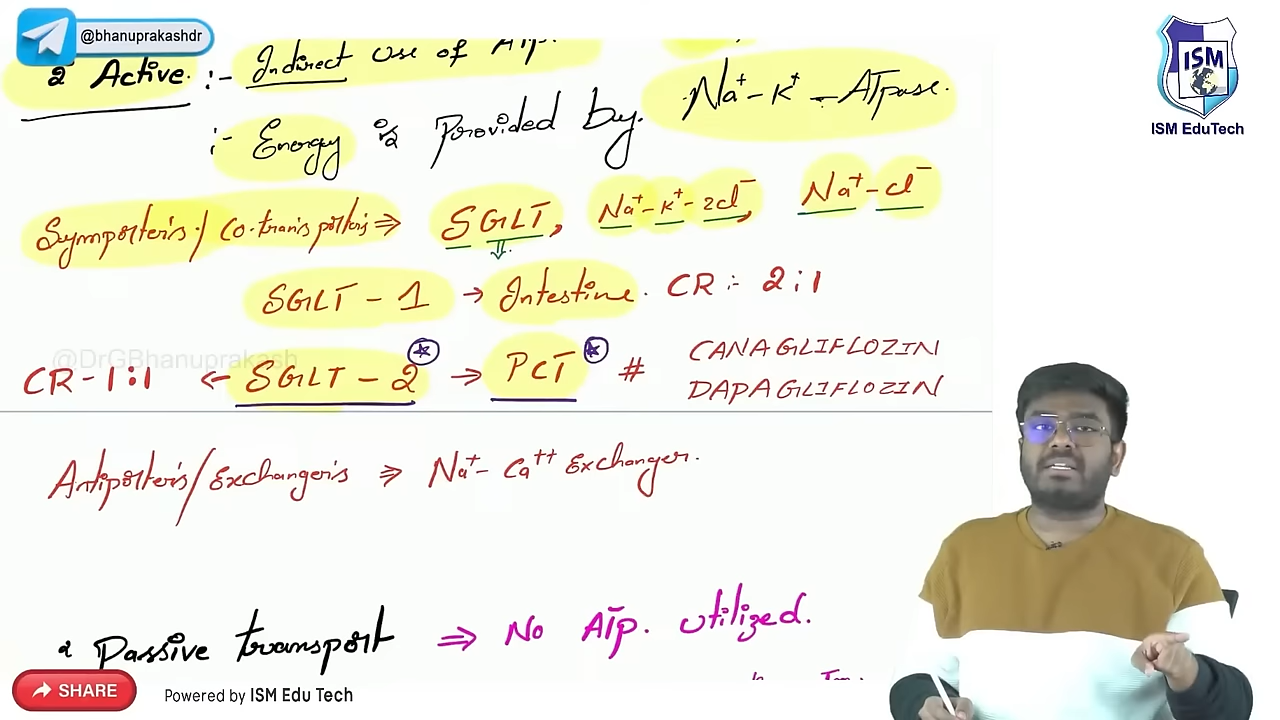 @bhanuprakashdr
ISM
ISM EduTech
2° Active :- Indirect use of ATP.
:- Energy is Provided by. Na+ - K+ - ATpase.
Symporters / Co-transporters ⇒ SGLT, Na+-K+-2Cl-, Na+-Cl-
⇓
SGLT - 1 → Intestine. CR :- 2:1
@DrGBhanuprakash
CR - 1:1 ← SGLT - 2 → PCT # CANAGLIFLOZIN
DAPAGLIFLOZIN
Antiporters/Exchangers ⇒ Na+- Ca++ Exchanger.
Passive transport ⇒ No ATP. utilized.
SHARE
Powered by ISM Edu Tech